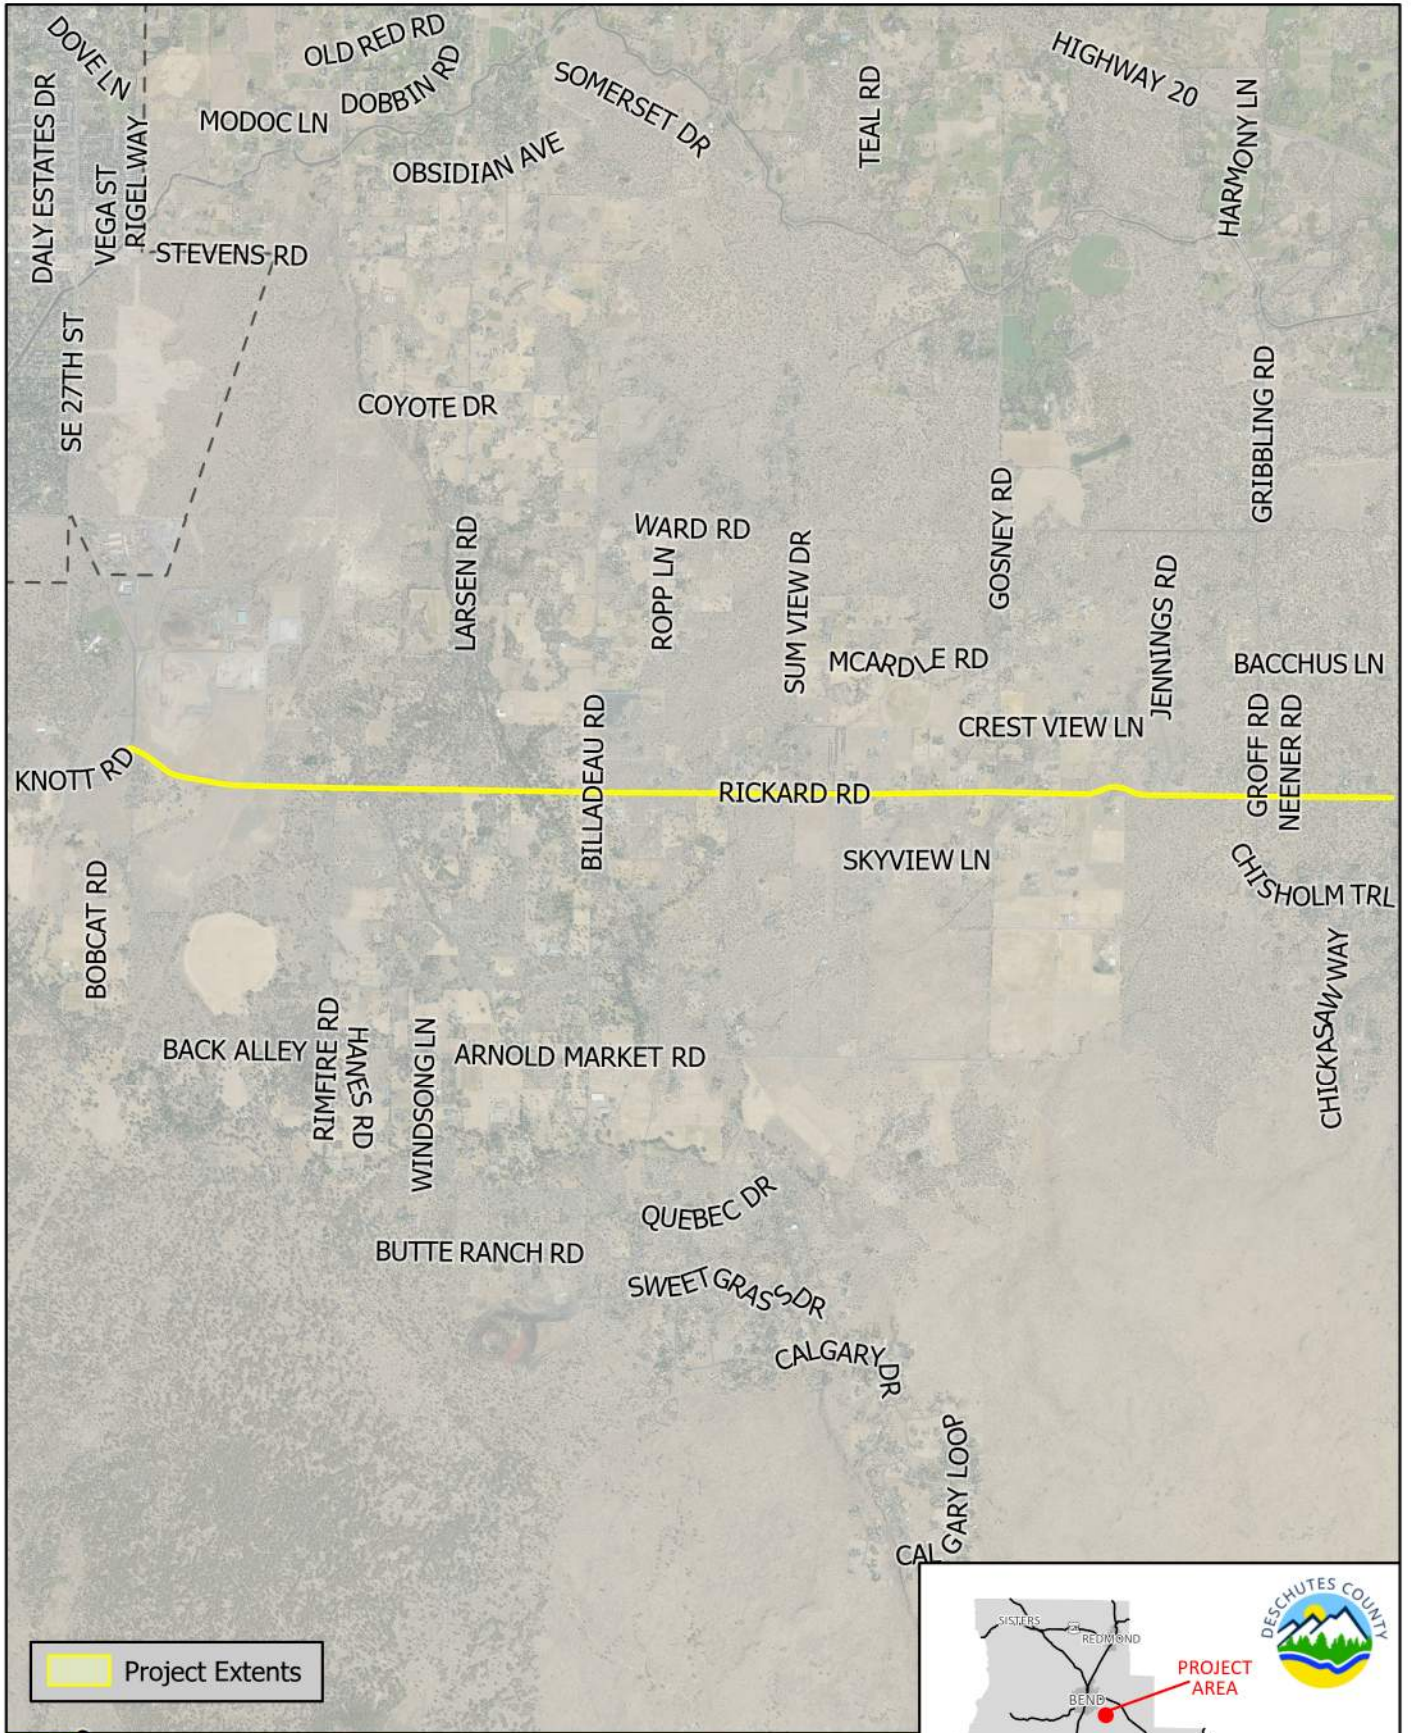 DOVE LN
OLD RED RD
DOBBIN RD
MODOC LN
SOMERSET DR
TEAL RD
HIGHWAY 20
HARMONY LN
DALY ESTATES DR
VEGA ST
RIGEL WAY
OBSIDIAN AVE
STEVENS RD
SE 27TH ST
COYOTE DR
GRIBBLING RD
GOSNEY RD
LARSEN RD
WARD RD
ROPP LN
SUM VIEW DR
MCARDLE RD
JENNINGS RD
BACCHUS LN
CREST VIEW LN
GROFF RD
NEENER RD
KNOTT RD
BILLADEAU RD
RICKARD RD
SKYVIEW LN
CHISHOLM TRL
BOBCAT RD
CHICKASAW WAY
BACK ALLEY
RIMFIRE RD
HANES RD
WINDSONG LN
ARNOLD MARKET RD
QUEBEC DR
BUTTE RANCH RD
SWEETGRASS DR
CALGARY DR
CALGARY LOOP
Project Extents
SISTERS
REDMOND
BEND
PROJECT
AREA
DESCHUTES COUNTY